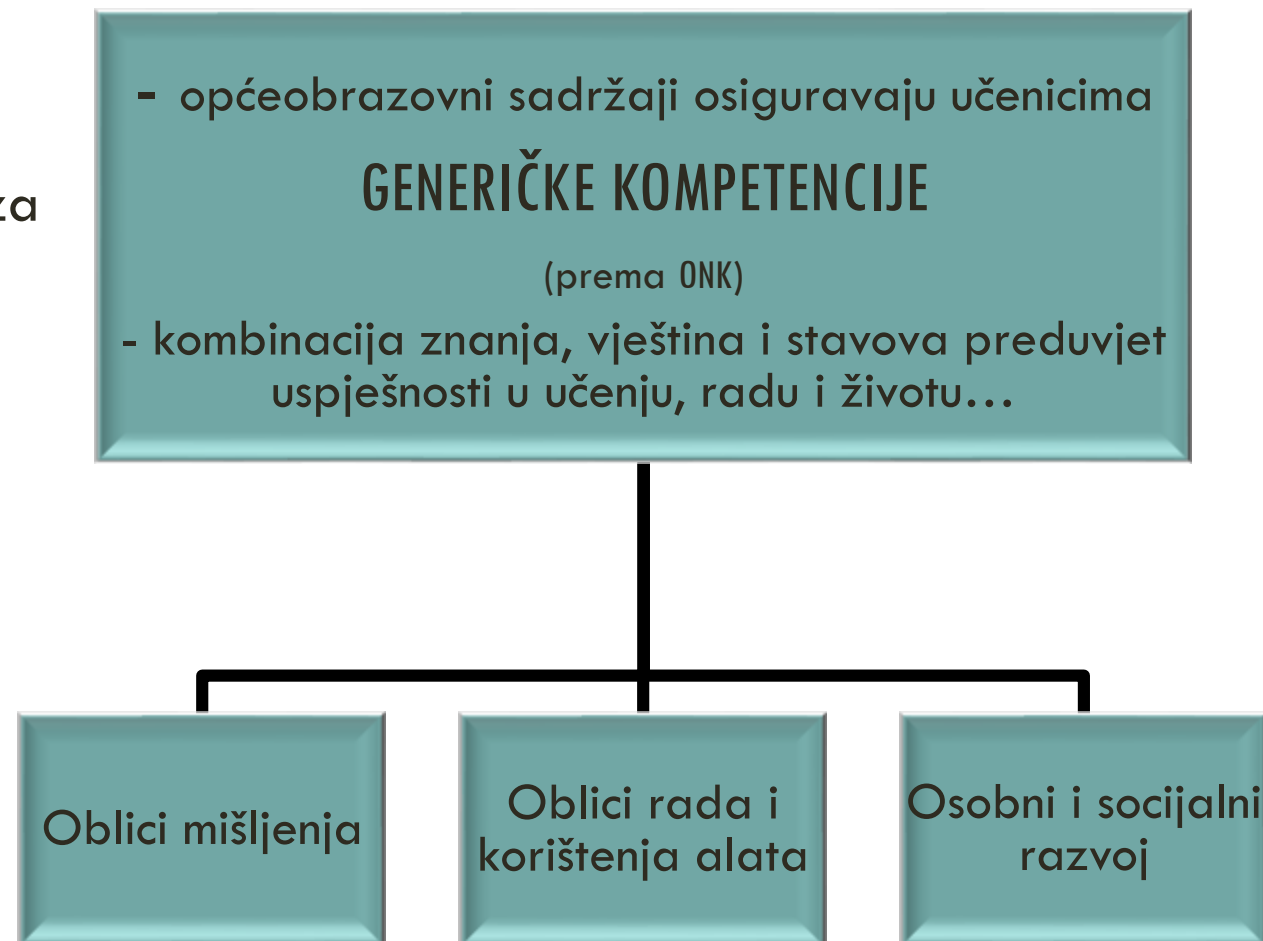 - općeobrazovni sadržaji osiguravaju učenicima
za
GENERIČKE KOMPETENCIJE
(prema ONK)
- kombinacija znanja, vještina i stavova preduvjet
uspješnosti u učenju, radu i životu…
Oblici mišljenja
Oblici rada i
korištenja alata
Osobni i socijalni
razvoj